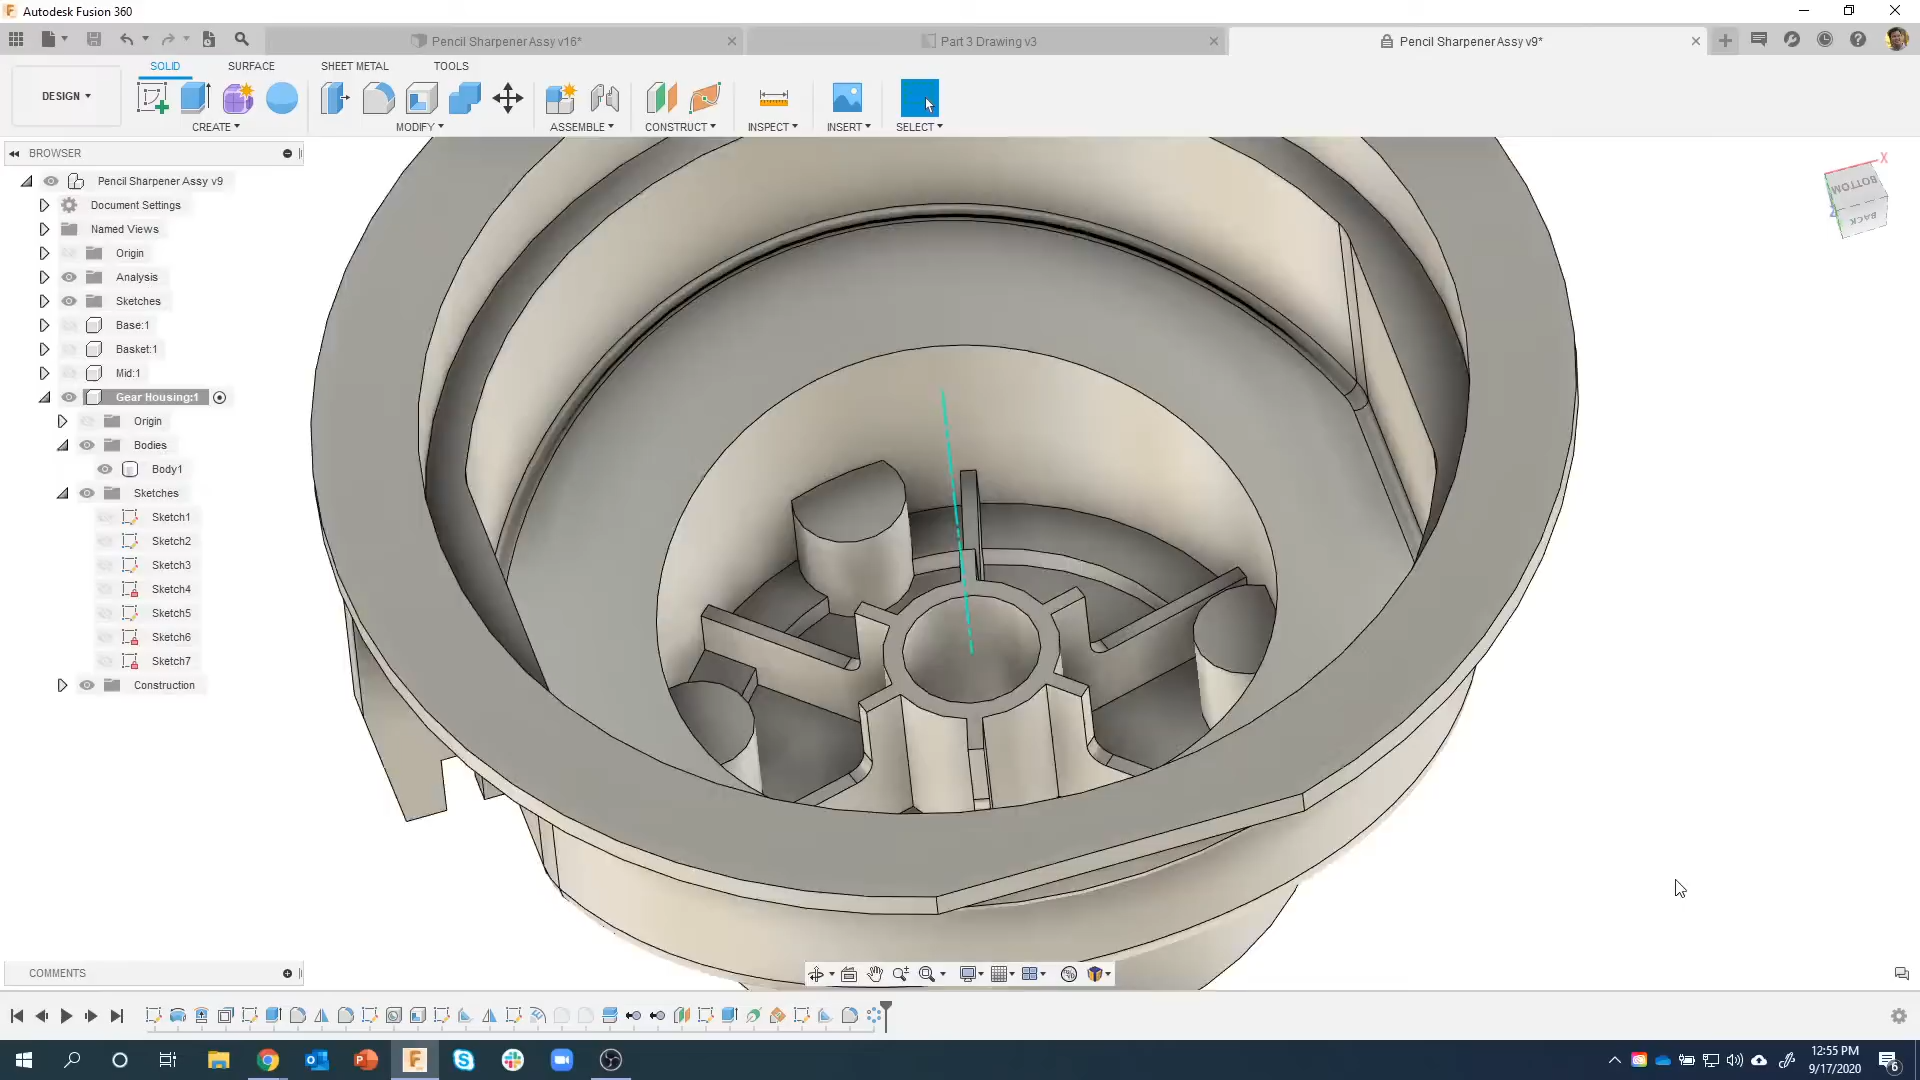 Autodesk Fusion 360
Pencil Sharpener Assy v16*
Part 3 Drawing v3
Pencil Sharpener Assy v9*
SOLID
SURFACE
SHEET METAL
TOOLS
DESIGN
CREATE
MODIFY
ASSEMBLE
CONSTRUCT
INSPECT
INSERT
SELECT
BROWSER
Pencil Sharpener Assy v9
Document Settings
Named Views
Origin
Analysis
Sketches
Base:1
Basket:1
Mid:1
Gear Housing:1
Origin
Bodies
Body1
Sketches
Sketch1
Sketch2
Sketch3
Sketch4
Sketch5
Sketch6
Sketch7
Construction
X
BOTTOM
BACK
Z
COMMENTS
12:55 PM
9/17/2020
6